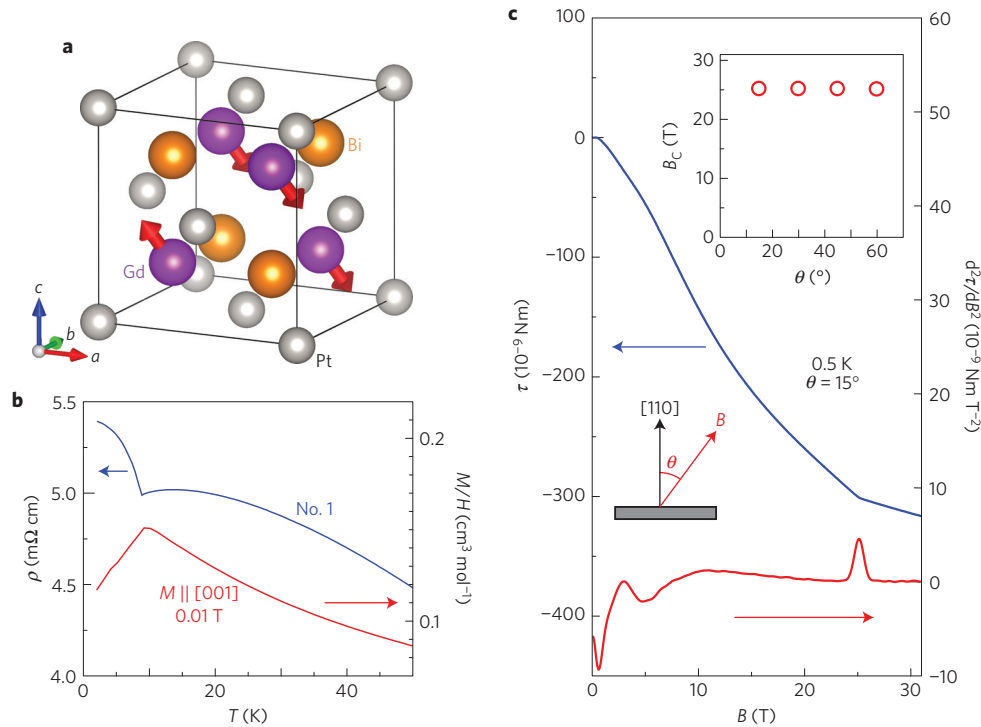 a
Bi
Gd
Pt
c
b
a
b
5.5
5.0
4.5
4.0
ρ (mΩ cm)
0.2
0.1
M/H (cm³ mol⁻¹)
No. 1
M || [001]
0.01 T
0
20
40
T (K)
c
−100
0
−100
−200
−300
−400
τ (10⁻⁹ N m)
60
50
40
30
20
10
0
−10
d²τ/dB² (10⁻⁹ Nm T⁻²)
30
25
15
0
B_C (T)
0
20
40
60
θ (°)
0.5 K
θ = 15°
[110]
B
θ
0
10
20
30
B (T)